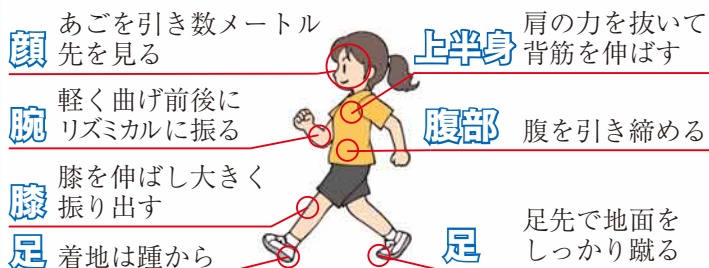 顔
あごを引き数メートル
先を見る
腕
軽く曲げ前後に
リズミカルに振る
膝
膝を伸ばし大きく
振り出す
足 着地は踵から
上半身
肩の力を抜いて
背筋を伸ばす
腹部 腹を引き締める
足
足先で地面を
しっかり蹴る